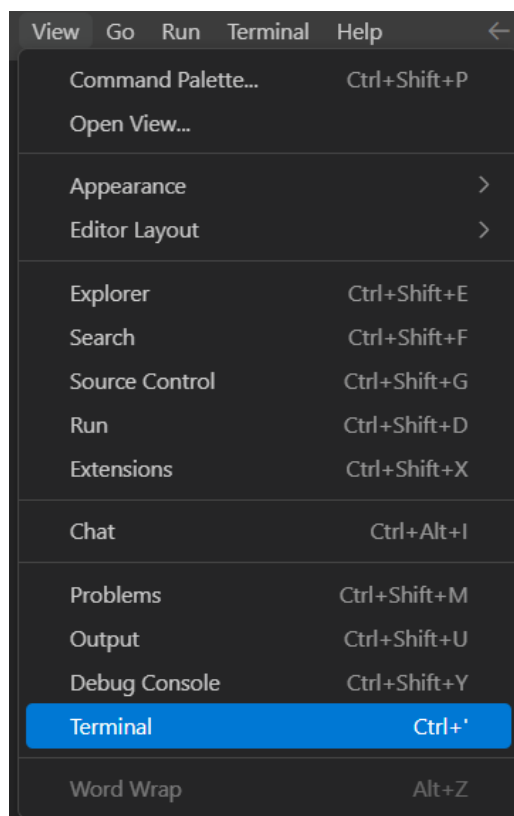 View Go Run Terminal Help
Command Palette... Ctrl+Shift+P
Open View...
Appearance
Editor Layout
Explorer Ctrl+Shift+E
Search Ctrl+Shift+F
Source Control Ctrl+Shift+G
Run Ctrl+Shift+D
Extensions Ctrl+Shift+X
Chat Ctrl+Alt+I
Problems Ctrl+Shift+M
Output Ctrl+Shift+U
Debug Console Ctrl+Shift+Y
Terminal Ctrl+'
Word Wrap Alt+Z